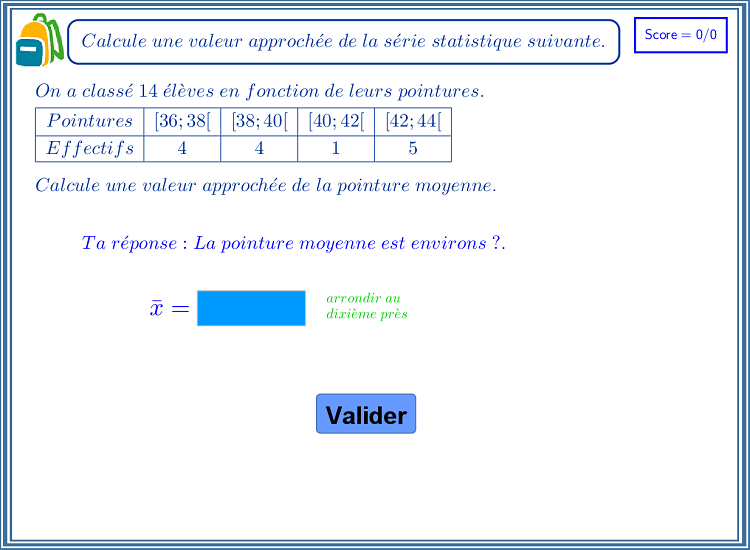 Calcule une valeur approchée de la série statistique suivante.
Score = 0/0
On a classé 14 élèves en fonction de leurs pointures.
Pointures [36; 38[ [38; 40[ [40; 42[ [42; 44[
Effectifs 4 4 1 5
Calcule une valeur approchée de la pointure moyenne.
Ta réponse : La pointure moyenne est environs ?.
x̄ =
arrondir au
dixième près
Valider